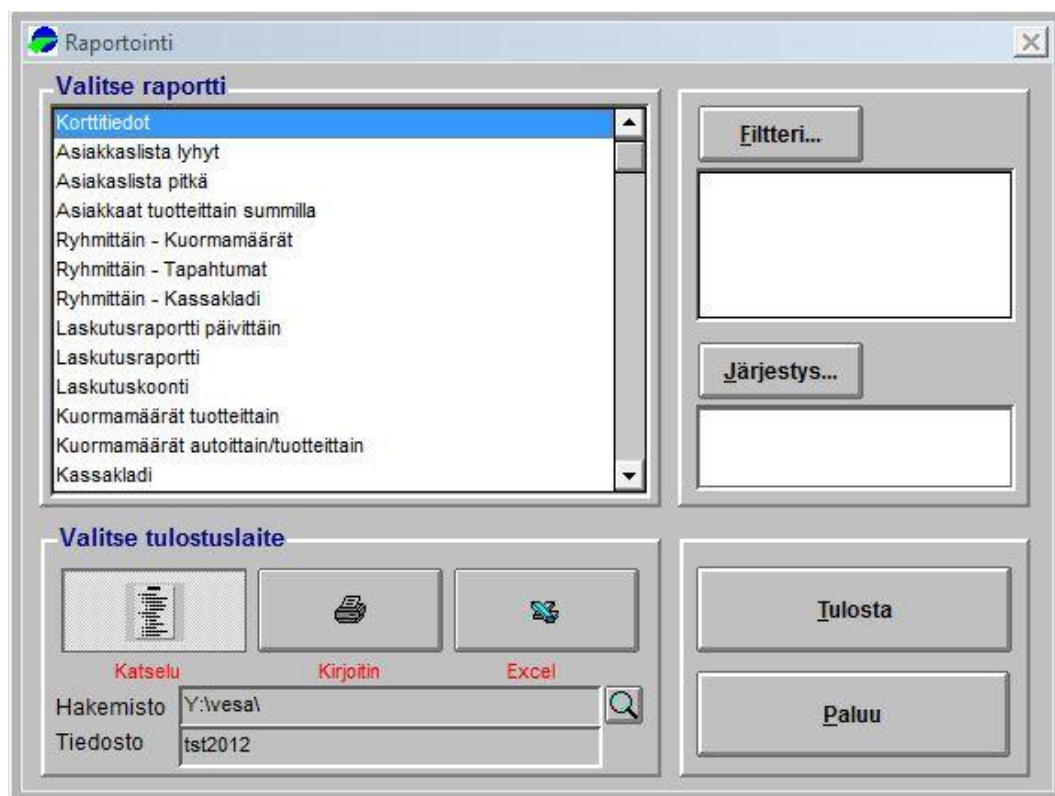 Raportointi
Valitse raportti
Korttitiedot
Asiakkaslista lyhyt
Asiakaslista pitkä
Asiakkaat tuotteittain summilla
Ryhmittäin - Kuormamäärät
Ryhmittäin - Tapahtumat
Ryhmittäin - Kassakladi
Laskutusraportti päivittäin
Laskutusraportti
Laskutuskoonti
Kuormamäärät tuotteittain
Kuormamäärät autoittain/tuotteittain
Kassakladi
Filtteri...
Järjestys...
Valitse tulostuslaite
Katselu Kirjoitin Excel
Hakemisto Y:\vesa\
Tiedosto tst2012
Tulosta
Paluu